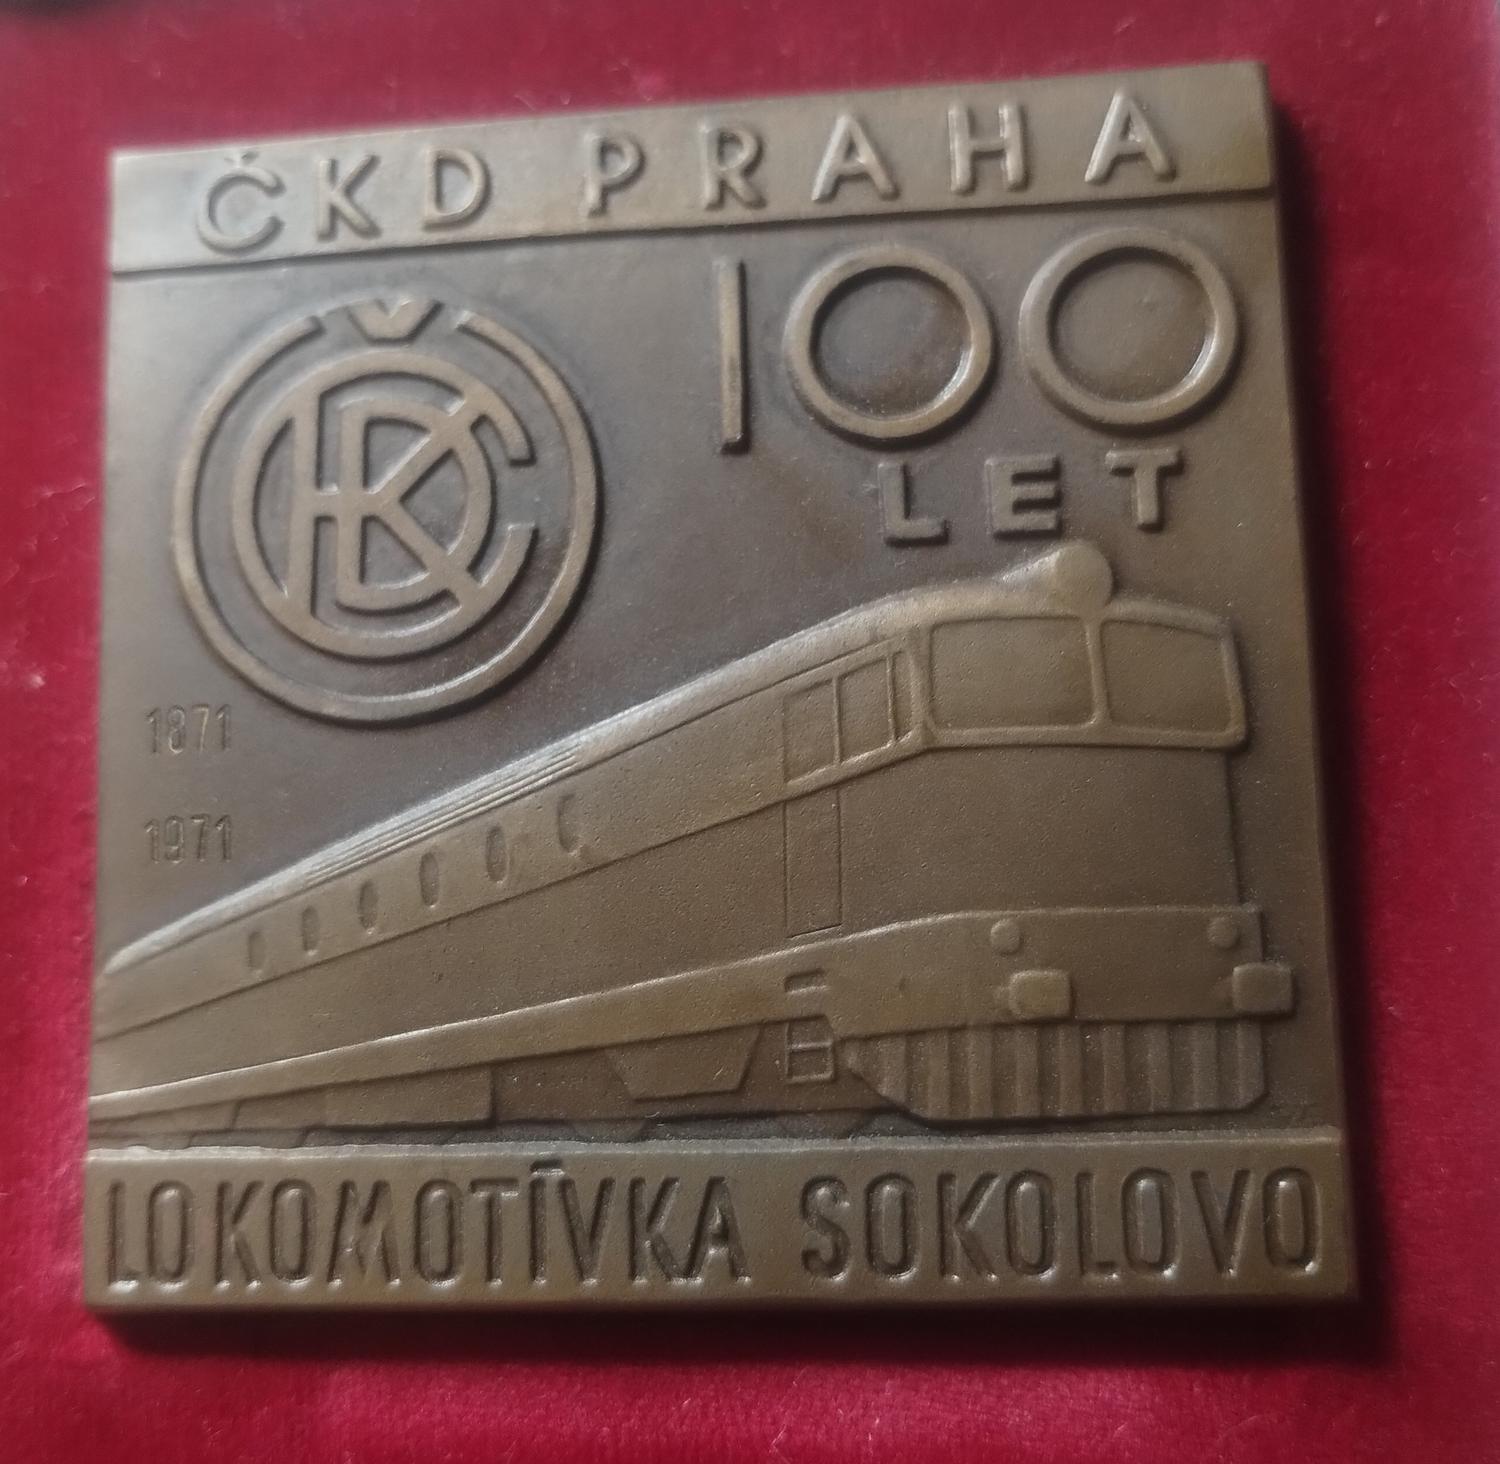 ČKD PRAHA
100
LET
ČKD
1871
1971
LOKOMOTÍVKA SOKOLOVO